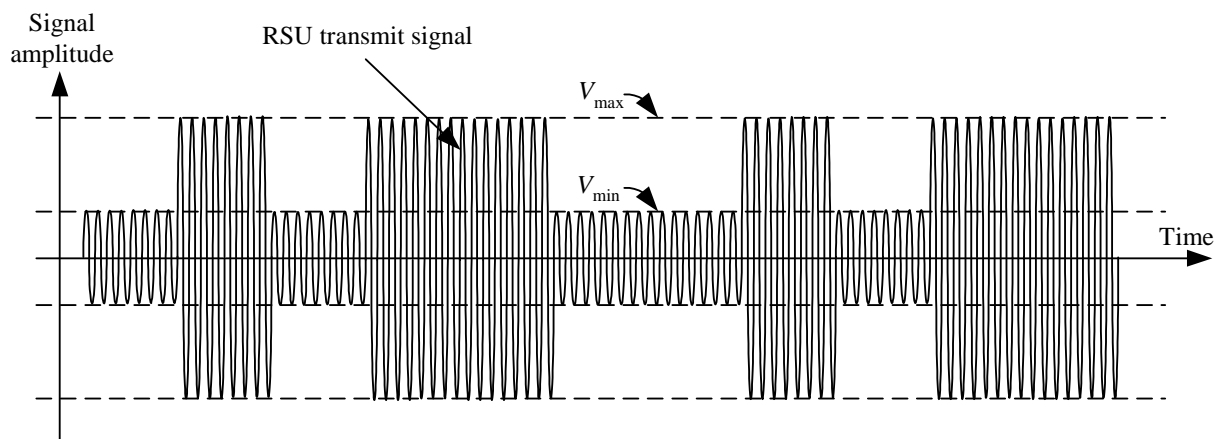 Signal
amplitude
RSU transmit signal
Vmax
Vmin
Time